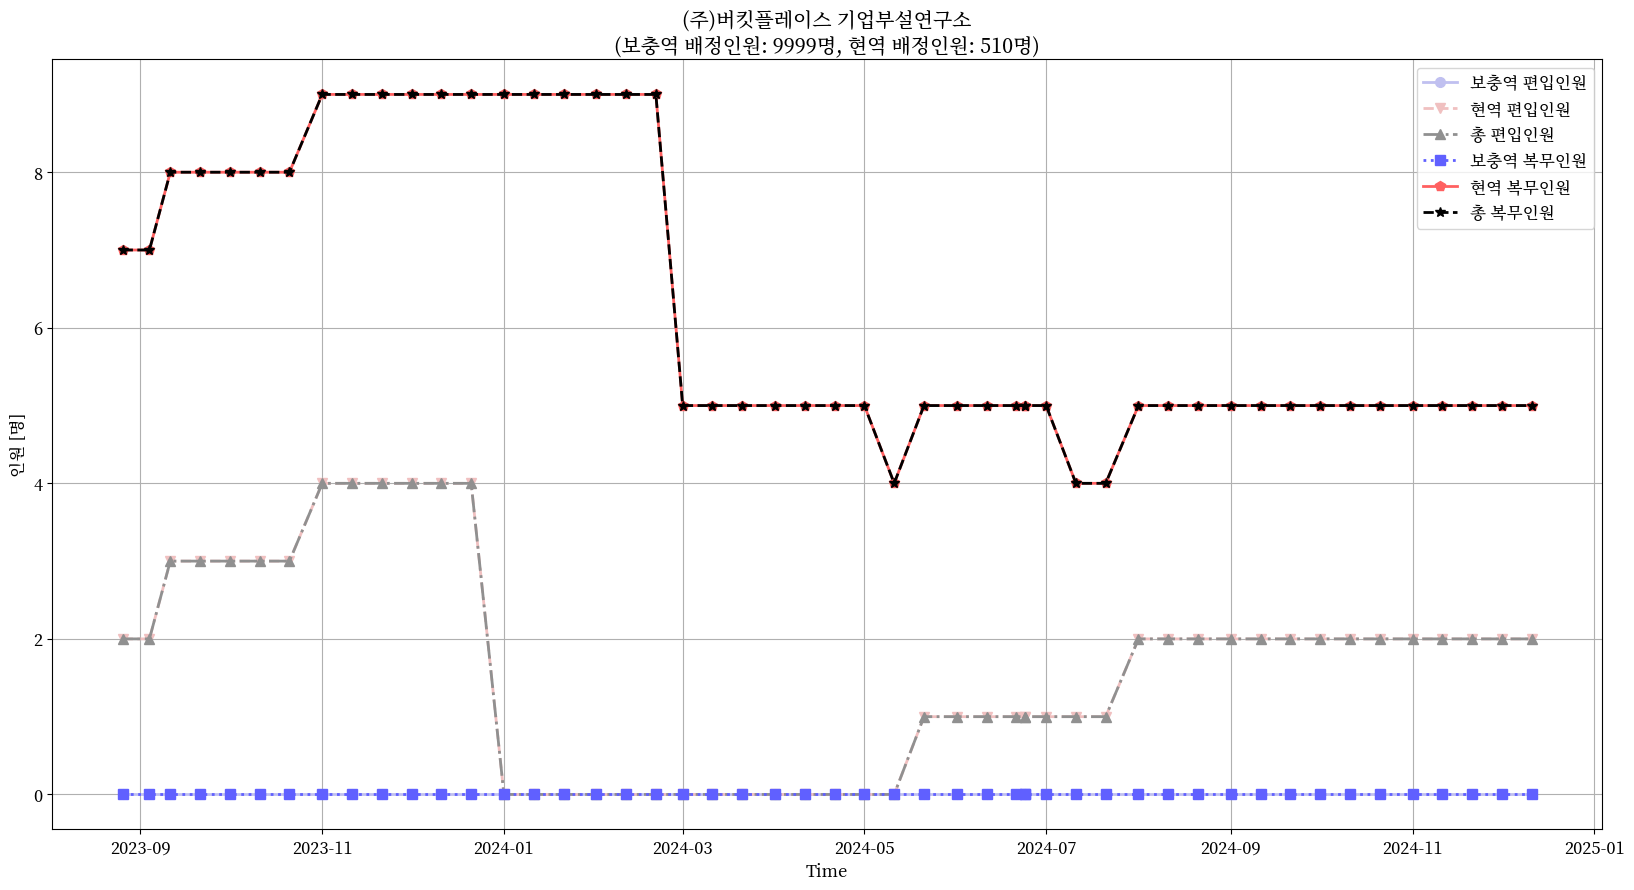 (주)버킷플레이스 기업부설연구소
(보충역 배정인원: 9999명, 현역 배정인원: 510명)
보충역 편입인원
현역 편입인원
총 편입인원
보충역 복무인원
현역 복무인원
총 복무인원
인원 [명]
8
6
4
2
0
2023-09 2023-11 2024-01 2024-03 2024-05 2024-07 2024-09 2024-11 2025-01
Time